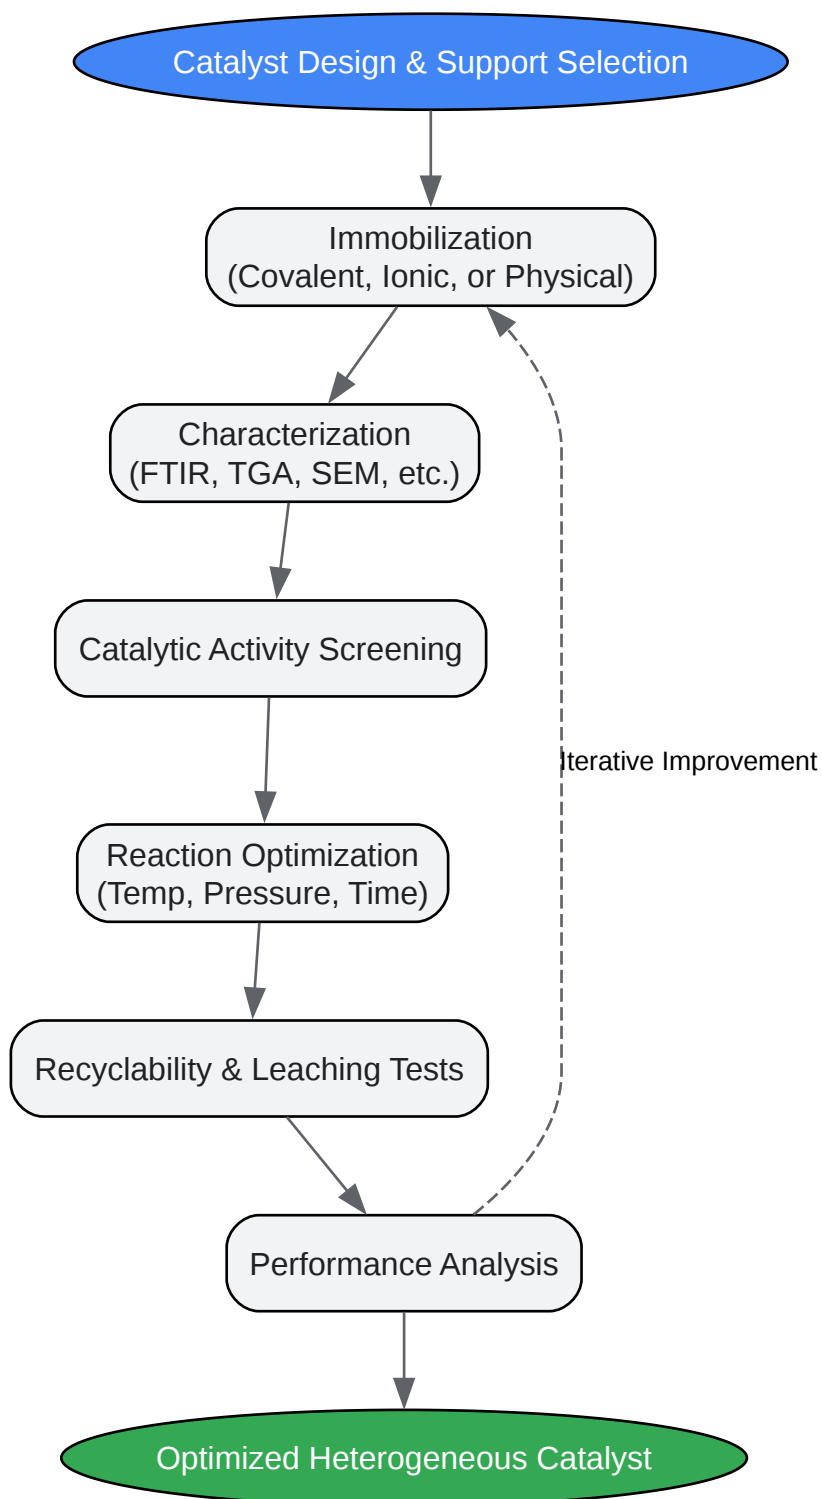 Catalyst Design & Support Selection
Immobilization
(Covalent, Ionic, or Physical)
Characterization
(FTIR, TGA, SEM, etc.)
Catalytic Activity Screening
Iterative Improvement
Reaction Optimization
(Temp, Pressure, Time)
Recyclability & Leaching Tests
Performance Analysis
Optimized Heterogeneous Catalyst